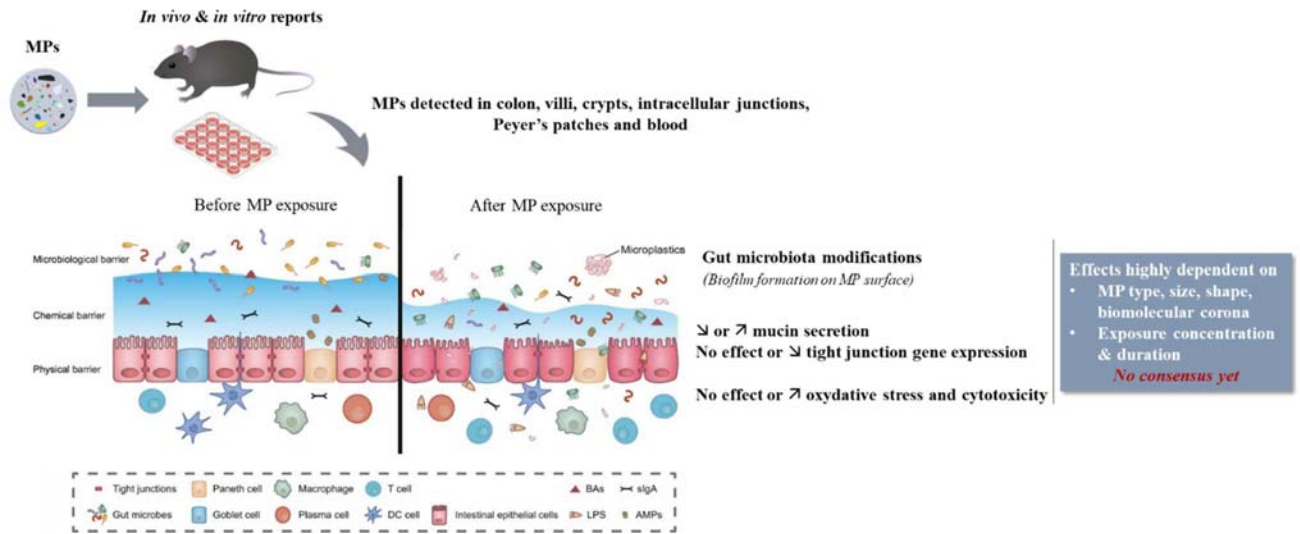 In vivo & in vitro reports
MPs
MPs detected in colon, villi, crypts, intracellular junctions,
Peyer's patches and blood
Before MP exposure
After MP exposure
Microbiological barrier
Chemical barrier
Physical barrier
Microplastics
Gut microbiota modifications
(Biofilm formation on MP surface)
↘ or ↗ mucin secretion
No effect or ↘ tight junction gene expression
No effect or ↗ oxydative stress and cytotoxicity
Effects highly dependent on
• MP type, size, shape,
biomolecular corona
• Exposure concentration
& duration
No consensus yet
Tight junctions Paneth cell Macrophage T cell BAs sIgA
Gut microbes Goblet cell Plasma cell DC cell Intestinal epithelial cells LPS AMPs